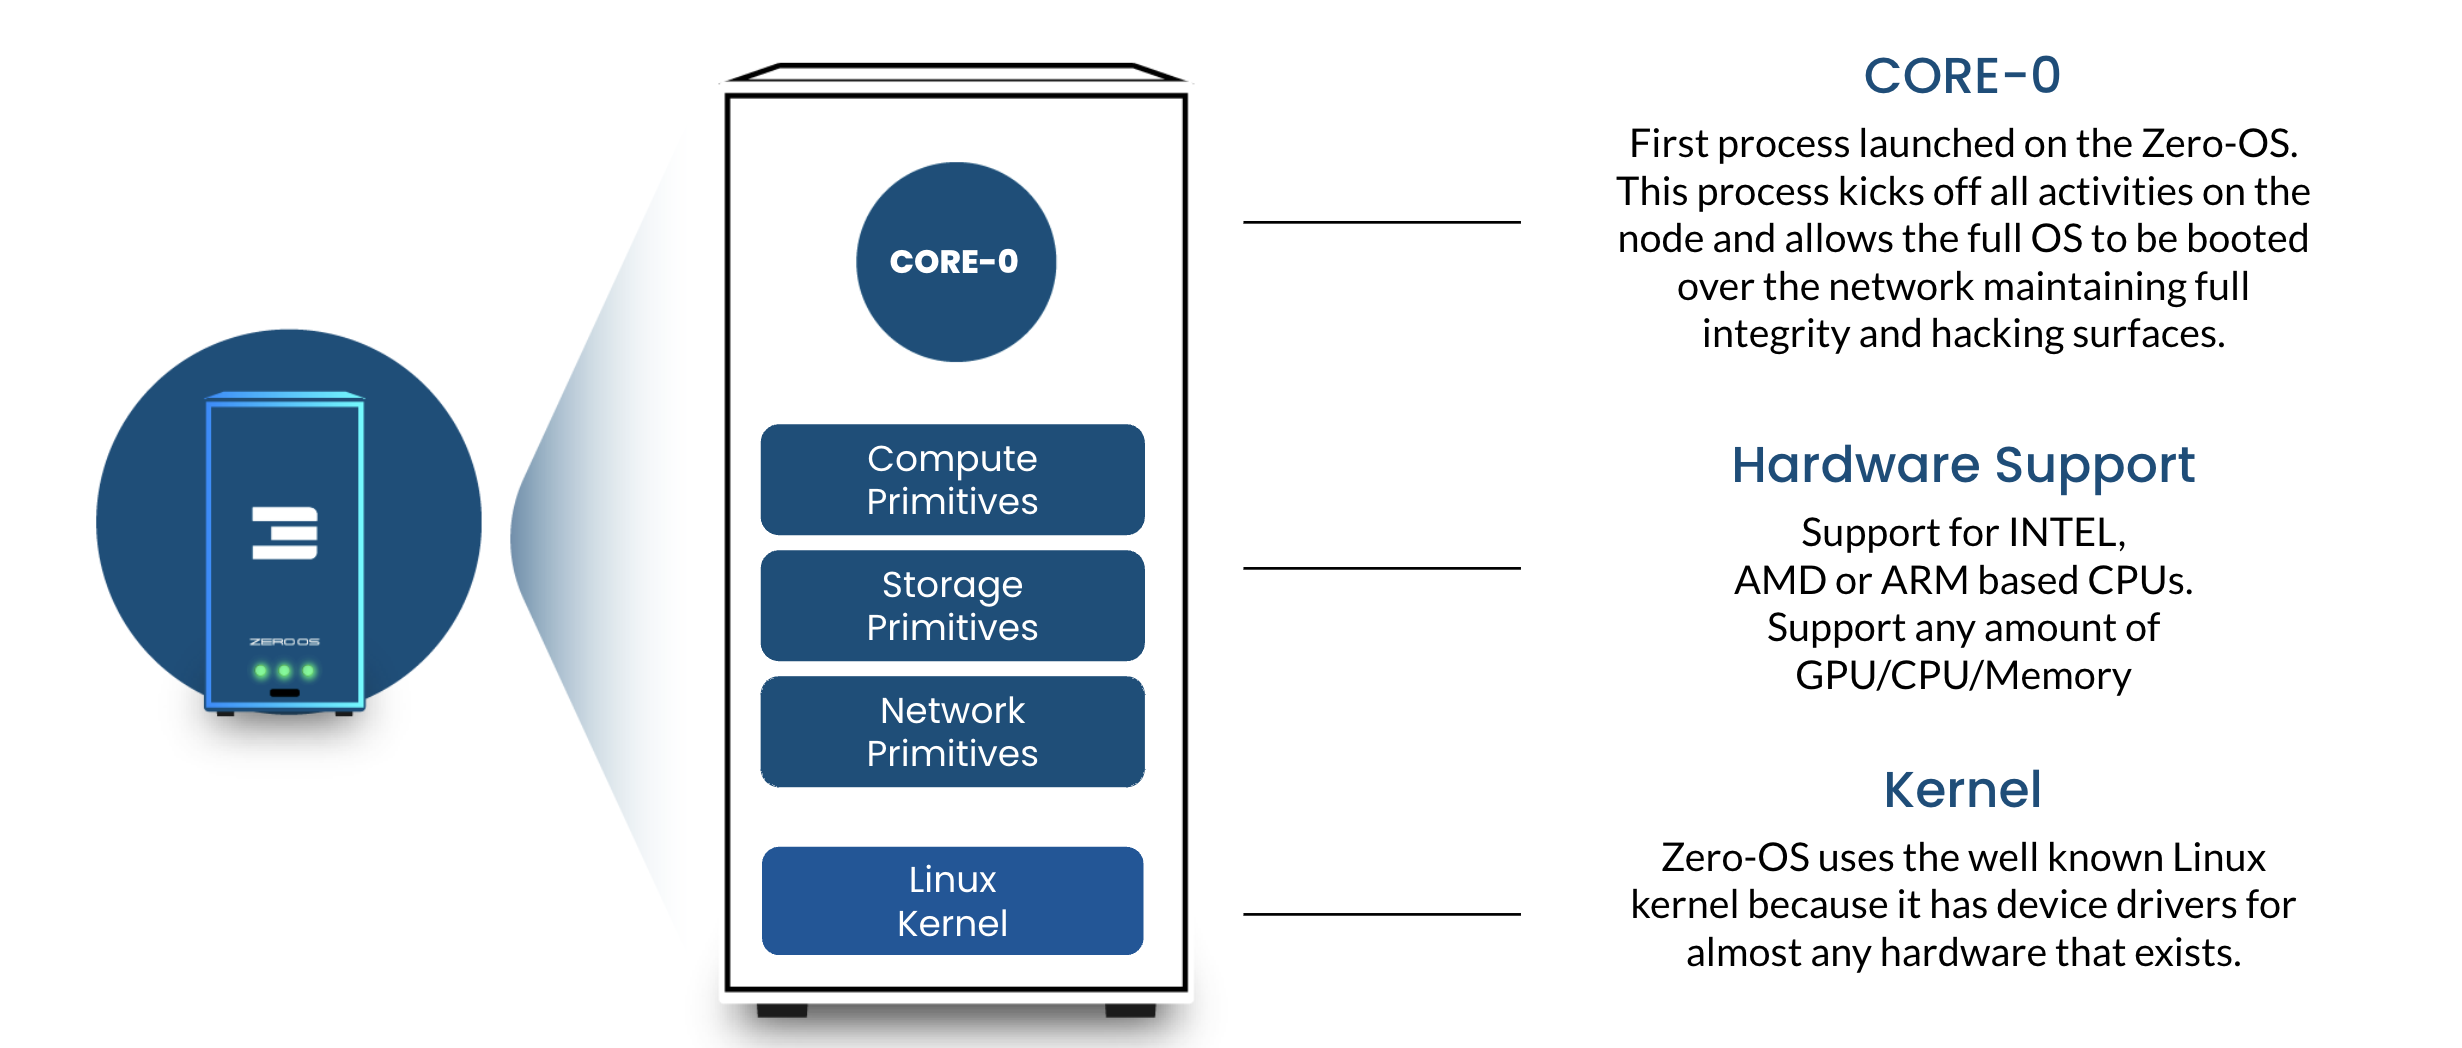 ZERO OS
CORE-0
Compute
Primitives
Storage
Primitives
Network
Primitives
Linux
Kernel
CORE-0
First process launched on the Zero-OS.
This process kicks off all activities on the
node and allows the full OS to be booted
over the network maintaining full
integrity and hacking surfaces.
Hardware Support
Support for INTEL,
AMD or ARM based CPUs.
Support any amount of
GPU/CPU/Memory
Kernel
Zero-OS uses the well known Linux
kernel because it has device drivers for
almost any hardware that exists.